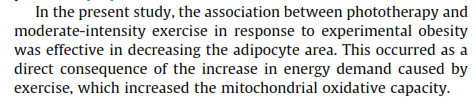 In the present study, the association between phototherapy and
moderate-intensity exercise in response to experimental obesity
was effective in decreasing the adipocyte area. This occurred as a
direct consequence of the increase in energy demand caused by
exercise, which increased the mitochondrial oxidative capacity.